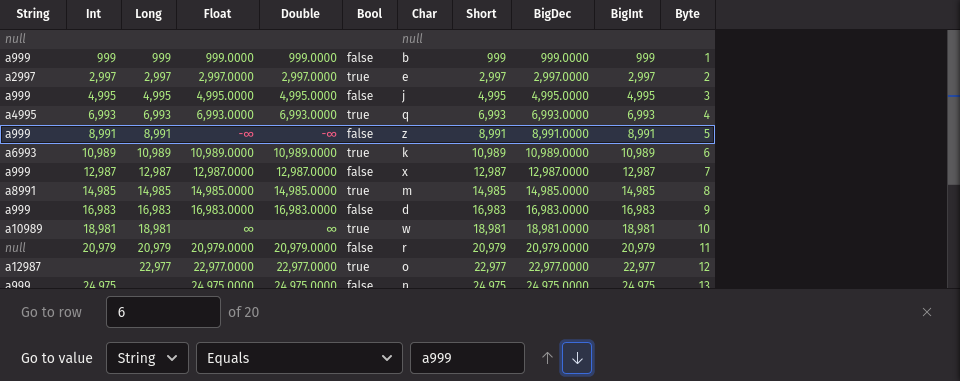 String Int Long Float Double Bool Char Short BigDec BigInt Byte
null null
a999 999 999 999.0000 999.0000 false b 999 999.0000 999 1
a2997 2,997 2,997 2,997.0000 2,997.0000 true e 2,997 2,997.0000 2,997 2
a999 4,995 4,995 4,995.0000 4,995.0000 false j 4,995 4,995.0000 4,995 3
a4995 6,993 6,993 6,993.0000 6,993.0000 true q 6,993 6,993.0000 6,993 4
a999 8,991 8,991 -∞ -∞ false z 8,991 8,991.0000 8,991 5
a6993 10,989 10,989 10,989.0000 10,989.0000 true k 10,989 10,989.0000 10,989 6
a999 12,987 12,987 12,987.0000 12,987.0000 false x 12,987 12,987.0000 12,987 7
a8991 14,985 14,985 14,985.0000 14,985.0000 true m 14,985 14,985.0000 14,985 8
a999 16,983 16,983 16,983.0000 16,983.0000 false d 16,983 16,983.0000 16,983 9
a10989 18,981 18,981 ∞ ∞ true w 18,981 18,981.0000 18,981 10
null 20,979 20,979 20,979.0000 20,979.0000 false r 20,979 20,979.0000 20,979 11
a12987 22,977 22,977.0000 22,977.0000 true o 22,977 22,977.0000 22,977 12
a999 24,975 24,975.0000 24,975.0000 false n 24,975 24,975.0000 24,975 13
Go to row 6 of 20
Go to value String Equals a999